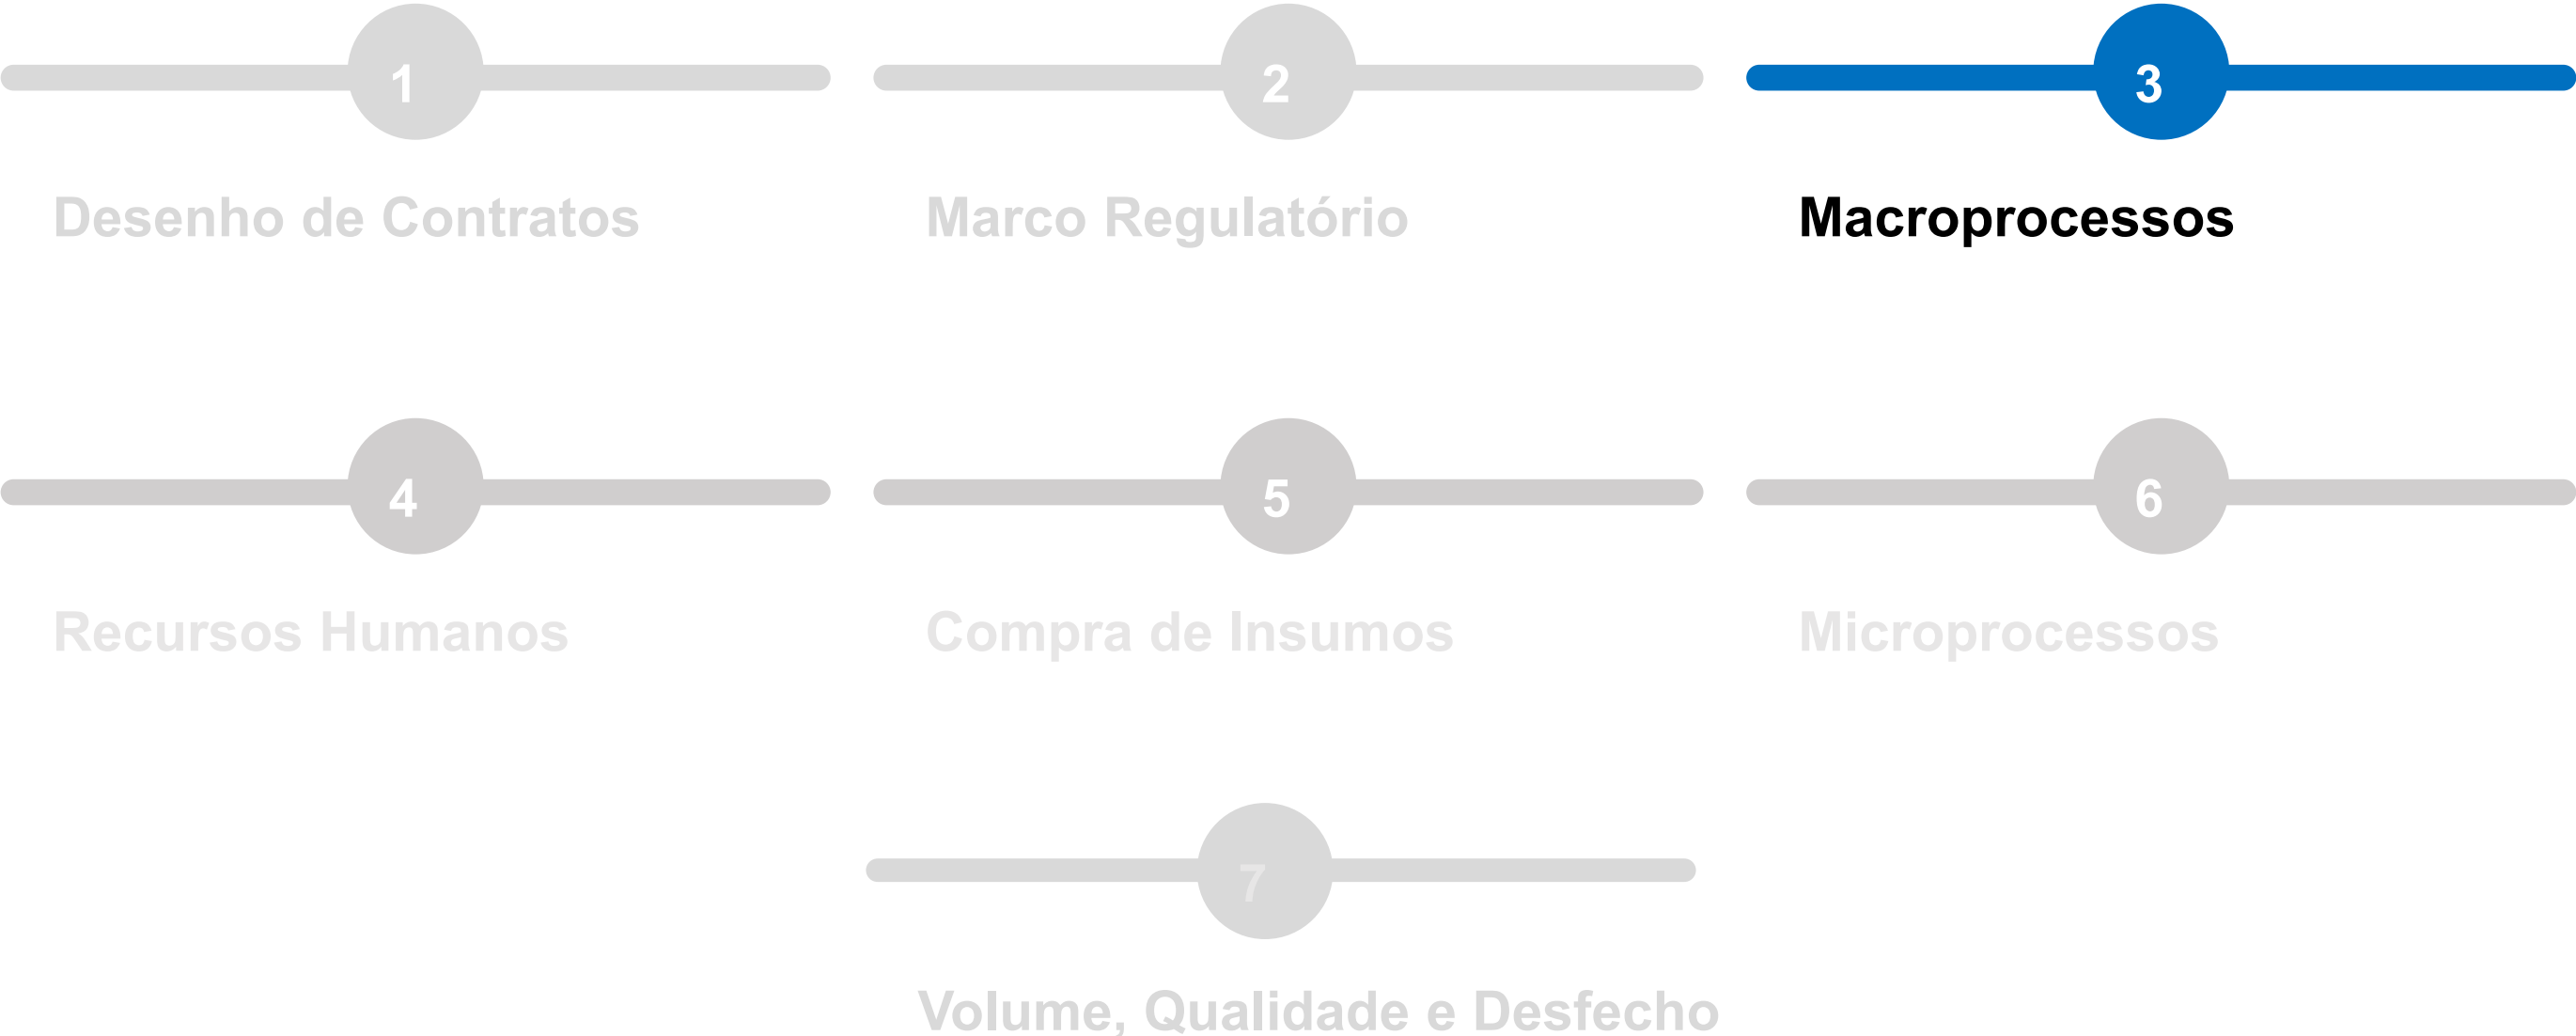 1
2
3
Desenho de Contratos
Marco Regulatório
Macroprocessos
4
5
6
Recursos Humanos
Compra de Insumos
Microprocessos
7
Volume, Qualidade e Desfecho